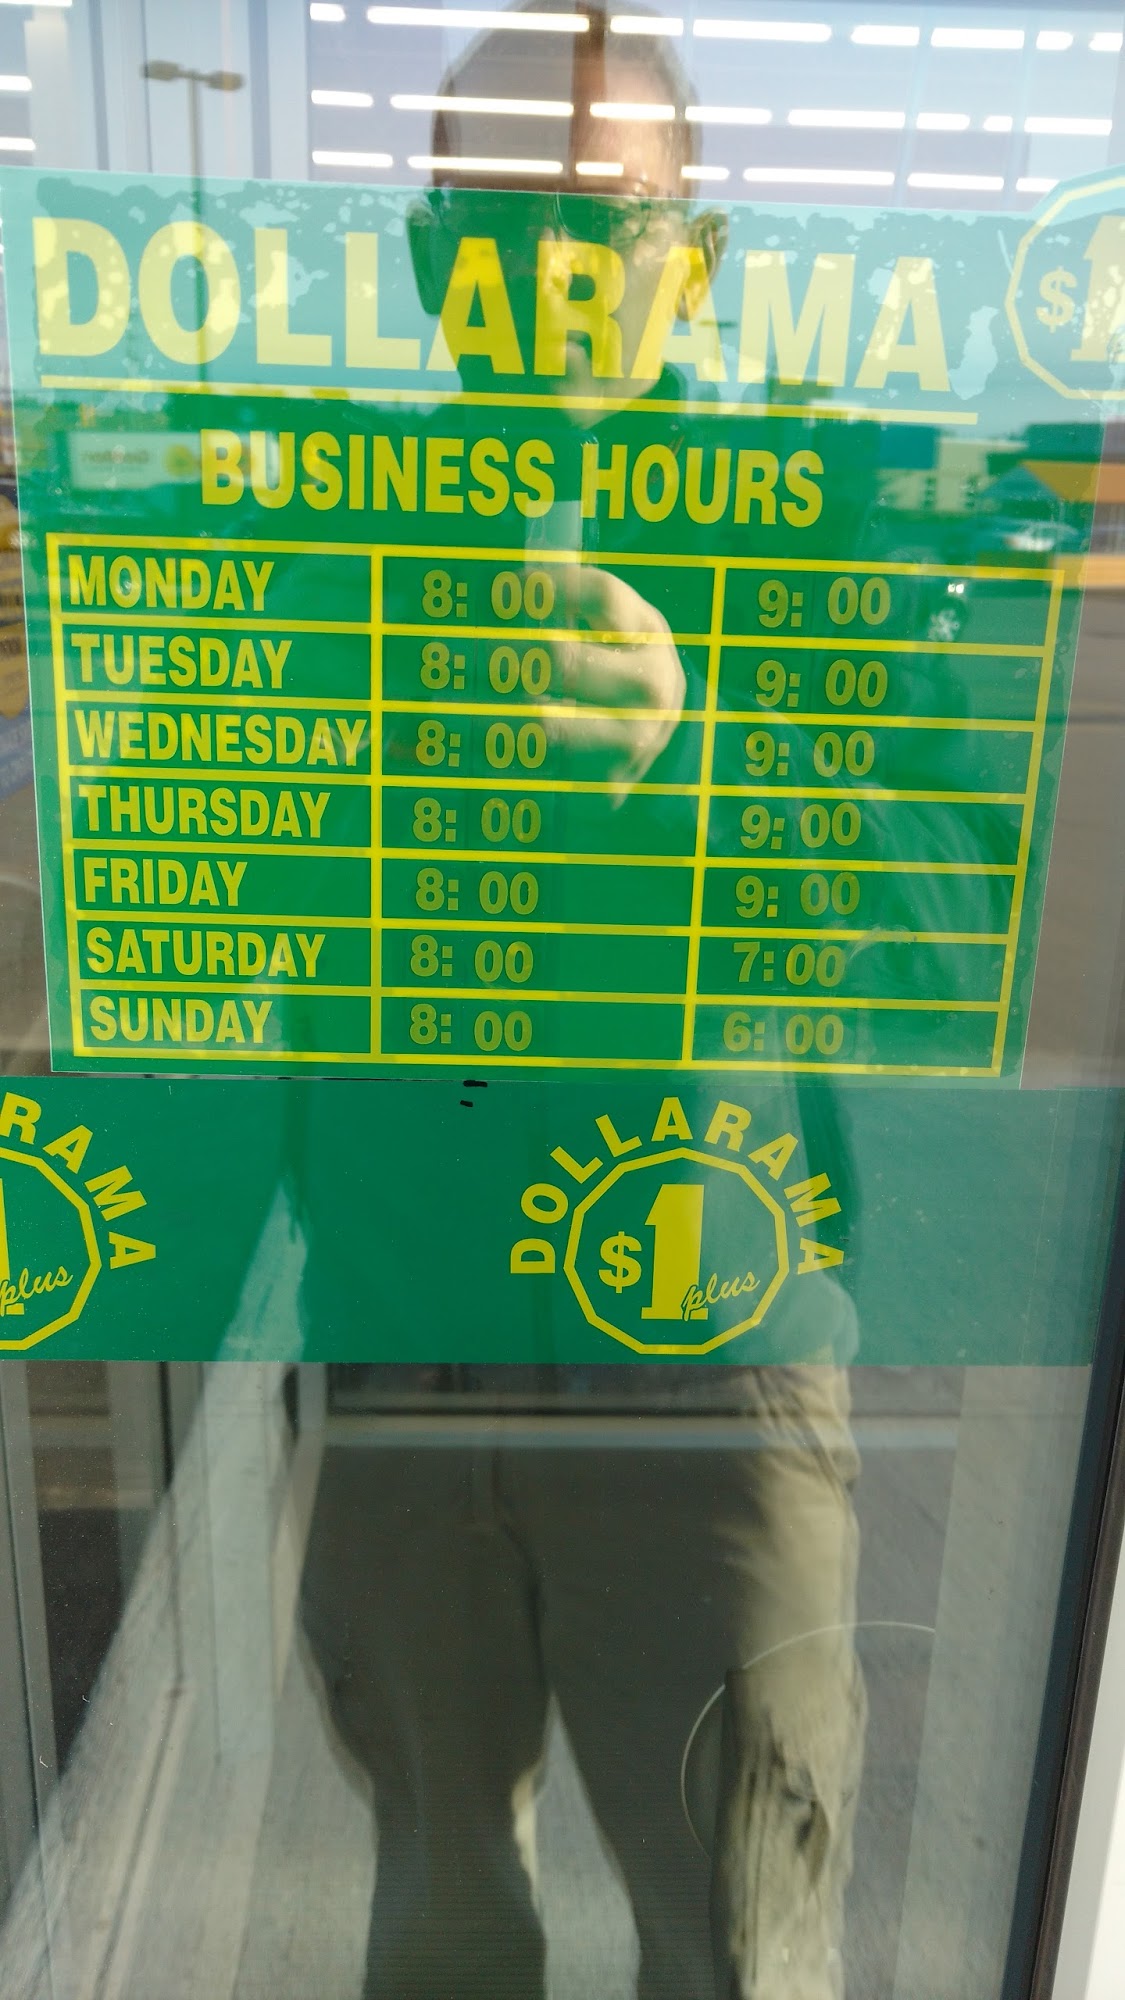 DOLLARAMA $1
BUSINESS HOURS
MONDAY 8:00 9:00
TUESDAY 8:00 9:00
WEDNESDAY 8:00 9:00
THURSDAY 8:00 9:00
FRIDAY 8:00 9:00
SATURDAY 8:00 7:00
SUNDAY 8:00 6:00
RAMA
1 plus
DOLLARAMA
$1 plus